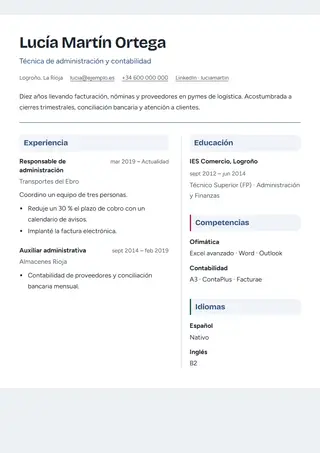 Lucía Martín Ortega
Técnica de administración y contabilidad
Logroño, La Rioja lucia@ejemplo.es +34 600 000 000 LinkedIn · luciamartin
Diez años llevando facturación, nóminas y proveedores en pymes de logística. Acostumbrada a
cierres trimestrales, conciliación bancaria y atención a clientes.
Experiencia
Responsable de administración mar 2019 – Actualidad
Transportes del Ebro
Coordino un equipo de tres personas.
• Reduje un 30 % el plazo de cobro con un
calendario de avisos.
• Implanté la factura electrónica.
Auxiliar administrativa sept 2014 – feb 2019
Almacenes Rioja
• Contabilidad de proveedores y conciliación
bancaria mensual.
Educación
IES Comercio, Logroño
sept 2012 – jun 2014
Técnico Superior (FP) · Administración
y Finanzas
Competencias
Ofimática
Excel avanzado · Word · Outlook
Contabilidad
A3 · ContaPlus · Facturae
Idiomas
Español
Nativo
Inglés
B2